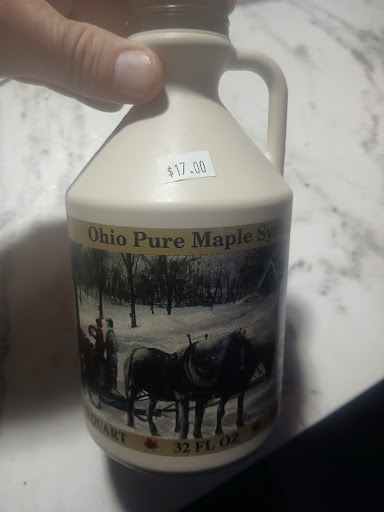 $17.00
Ohio Pure Maple Syr
QUART 32 FL OZ